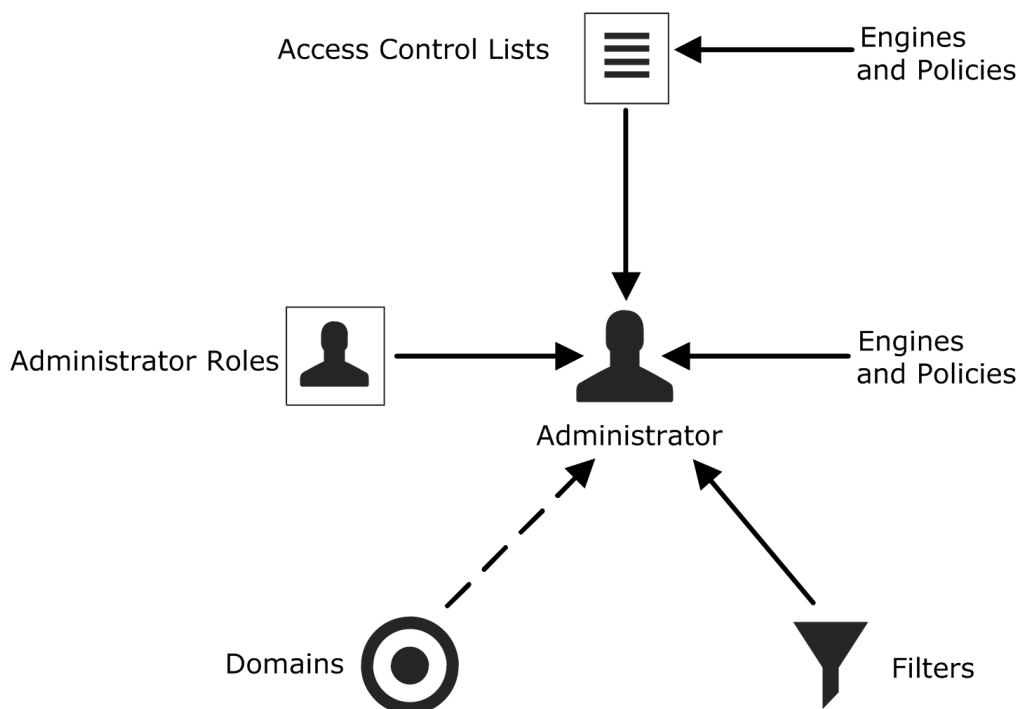 Access Control Lists
Engines
and Policies
Administrator Roles
Engines
and Policies
Administrator
Domains
Filters